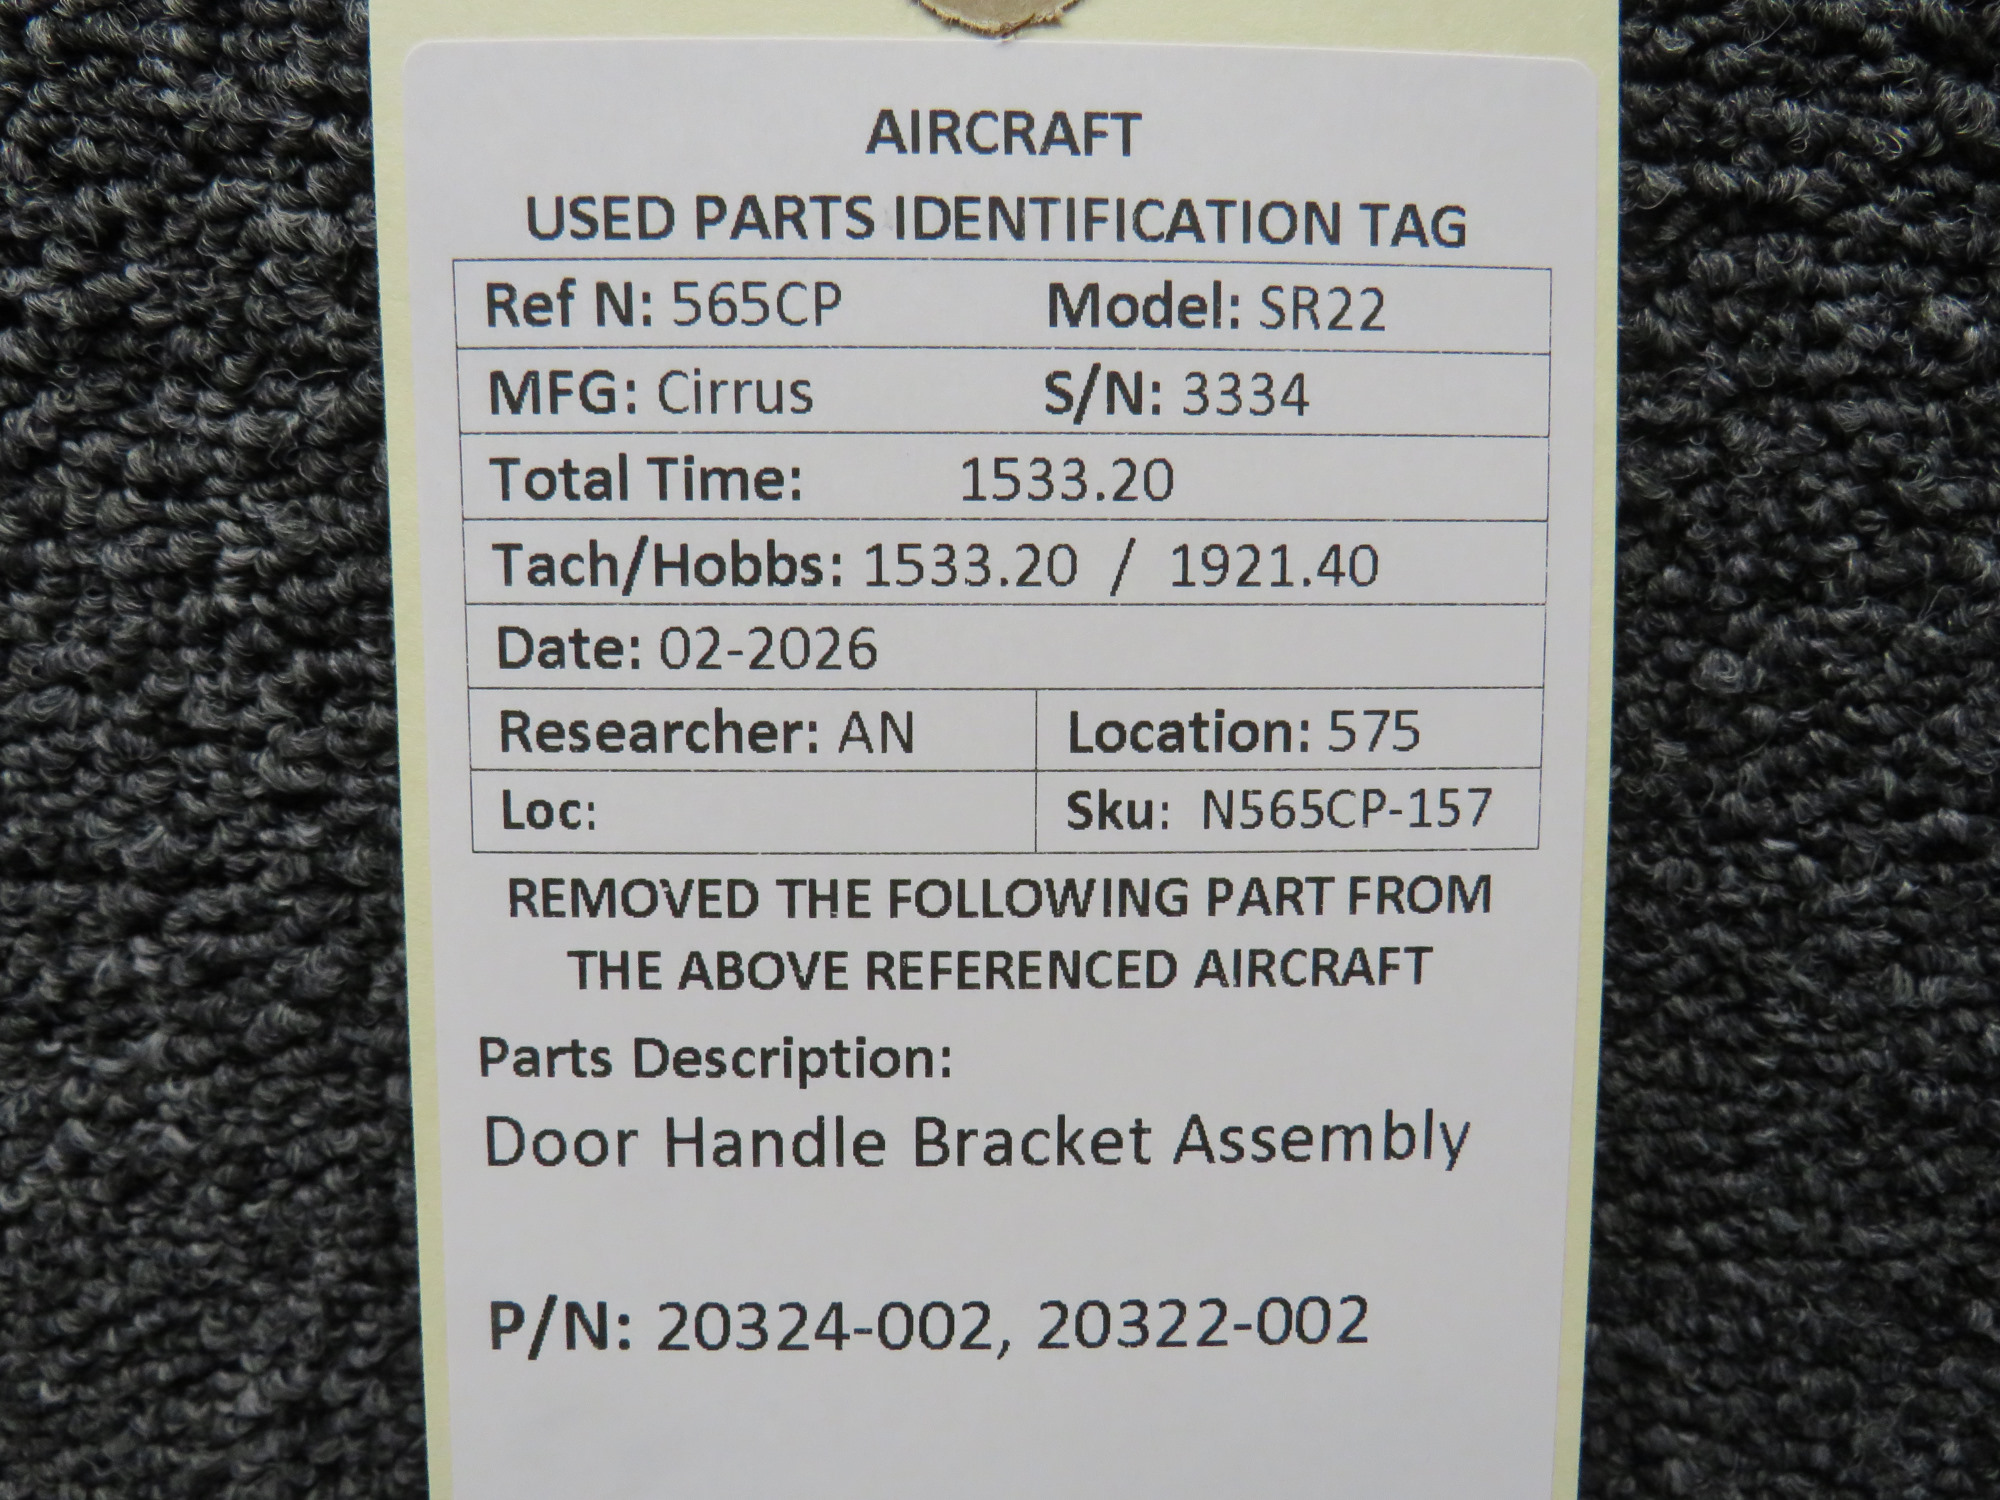 AIRCRAFT
USED PARTS IDENTIFICATION TAG
Ref N: 565CP Model: SR22
MFG: Cirrus S/N: 3334
Total Time: 1533.20
Tach/Hobbs: 1533.20 / 1921.40
Date: 02-2026
Researcher: AN Location: 575
Loc: Sku: N565CP-157
REMOVED THE FOLLOWING PART FROM
THE ABOVE REFERENCED AIRCRAFT
Parts Description:
Door Handle Bracket Assembly
P/N: 20324-002, 20322-002